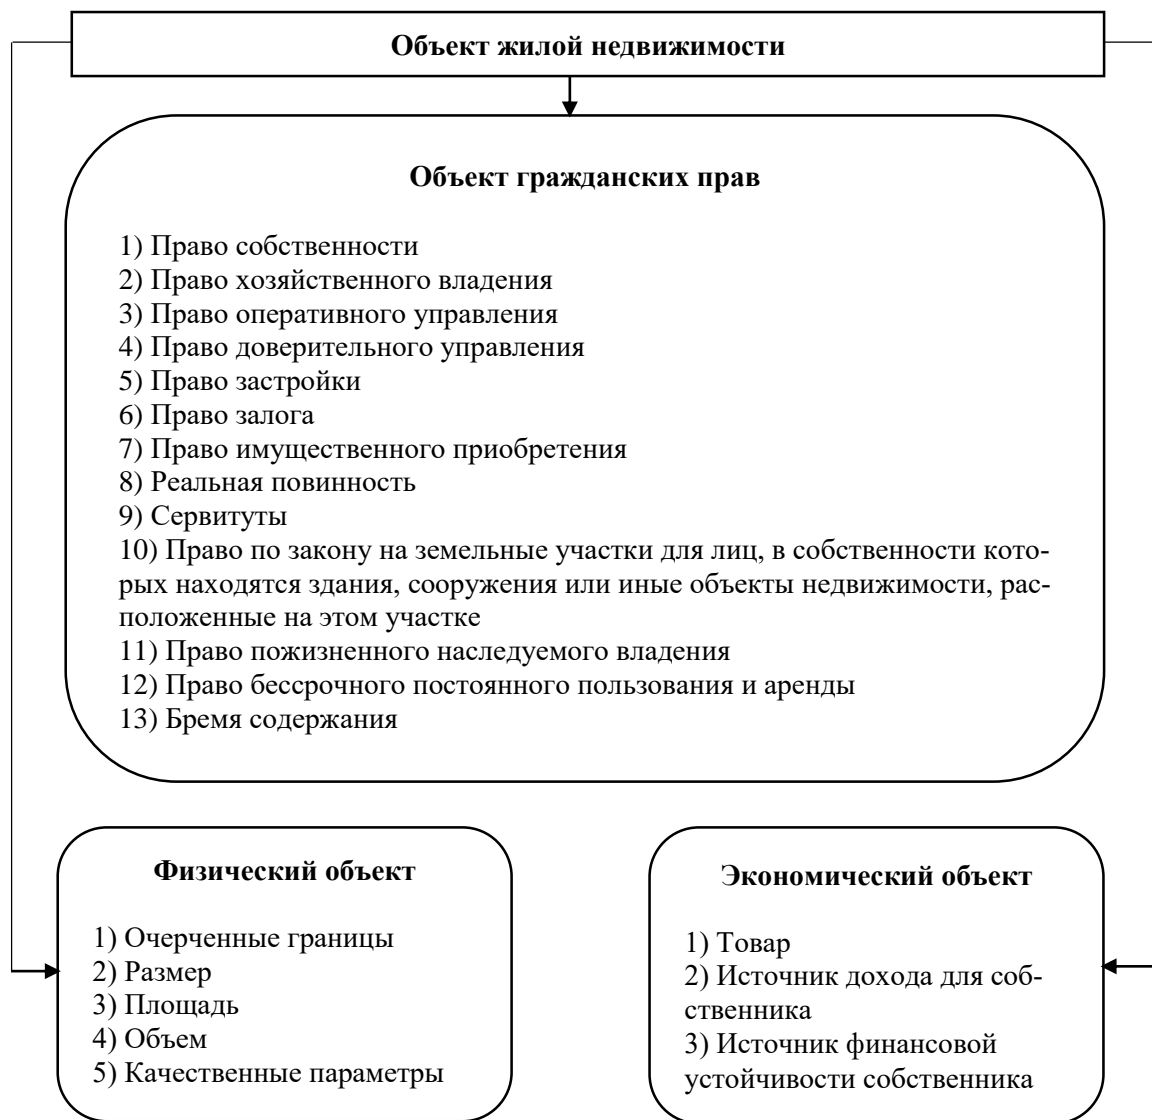 Объект жилой недвижимости
Объект гражданских прав
1) Право собственности
2) Право хозяйственного владения
3) Право оперативного управления
4) Право доверительного управления
5) Право застройки
6) Право залога
7) Право имущественного приобретения
8) Реальная повинность
9) Сервитуты
10) Право по закону на земельные участки для лиц, в собственности кото-
рых находятся здания, сооружения или иные объекты недвижимости, рас-
положенные на этом участке
11) Право пожизненного наследуемого владения
12) Право бессрочного постоянного пользования и аренды
13) Бремя содержания
Физический объект
1) Очерченные границы
2) Размер
3) Площадь
4) Объем
5) Качественные параметры
Экономический объект
1) Товар
2) Источник дохода для соб-
ственника
3) Источник финансовой
устойчивости собственника